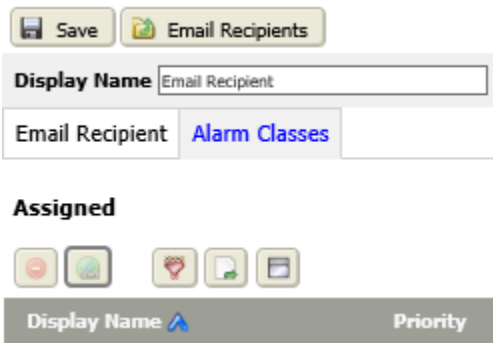 Save Email Recipients
Display Name Email Recipient
Email Recipient Alarm Classes
Assigned
Display Name Priority